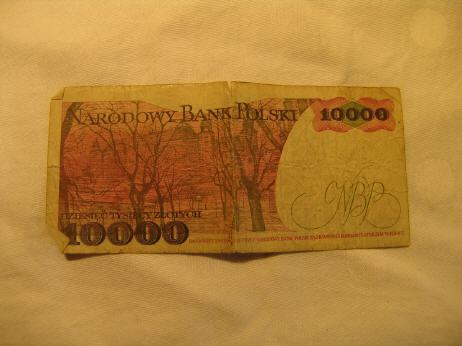 NARODOWY BANK POLSKI
10000
NBP
DZIESIĘĆ TYSIĘCY ZŁOTYCH
10000